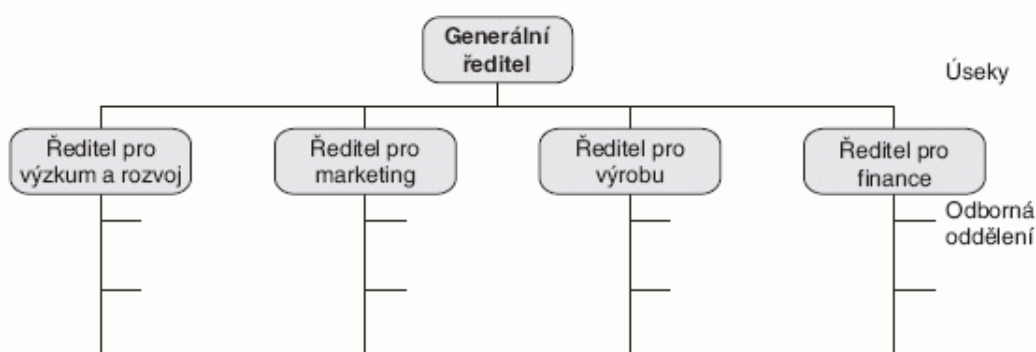 Generální
ředitel
Úseky
Ředitel pro
výzkum a rozvoj
Ředitel pro
marketing
Ředitel pro
výrobu
Ředitel pro
finance
Odborná
oddělení